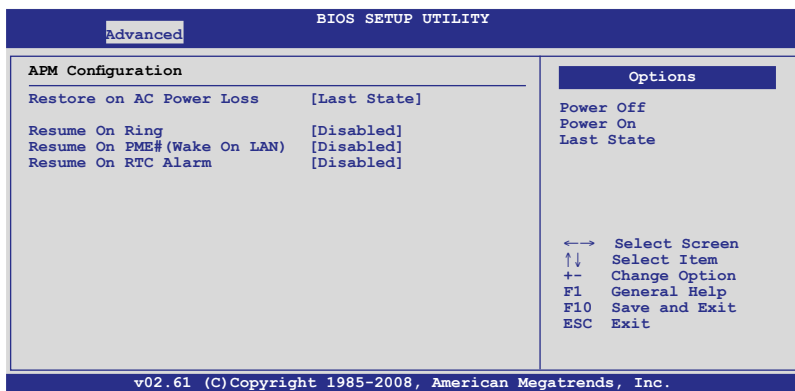 BIOS SETUP UTILITY
Advanced
APM Configuration
Restore on AC Power Loss [Last State]
Resume On Ring [Disabled]
Resume On PME#(Wake On LAN) [Disabled]
Resume On RTC Alarm [Disabled]
Options
Power Off
Power On
Last State
←→ Select Screen
↑↓ Select Item
+- Change Option
F1 General Help
F10 Save and Exit
ESC Exit
v02.61 (C)Copyright 1985-2008, American Megatrends, Inc.